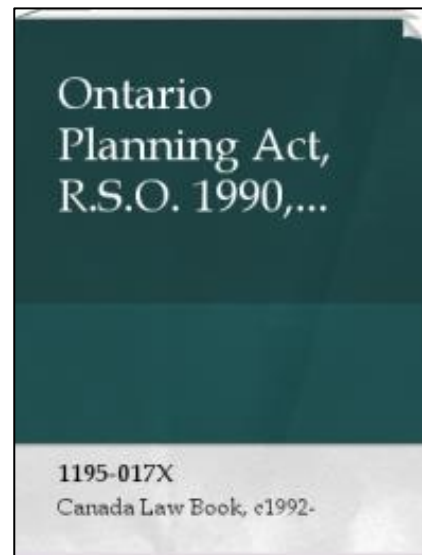 Ontario
Planning Act,
R.S.O. 1990,...
1195-017X
Canada Law Book, c1992-